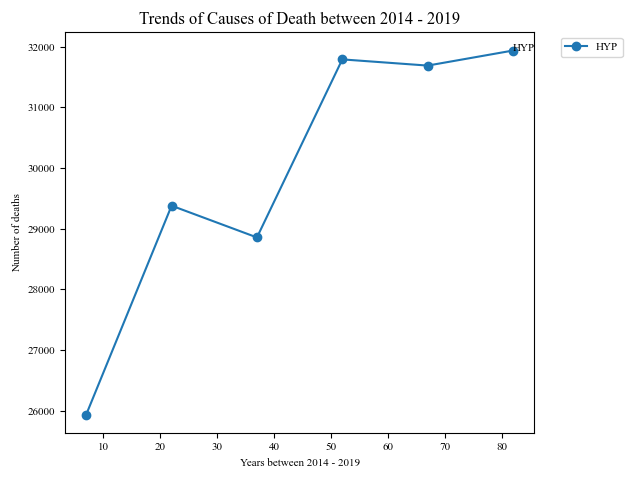 Trends of Causes of Death between 2014 - 2019
32000
31000
30000
29000
28000
27000
26000
Number of deaths
HYP
HYP
10 20 30 40 50 60 70 80
Years between 2014 - 2019